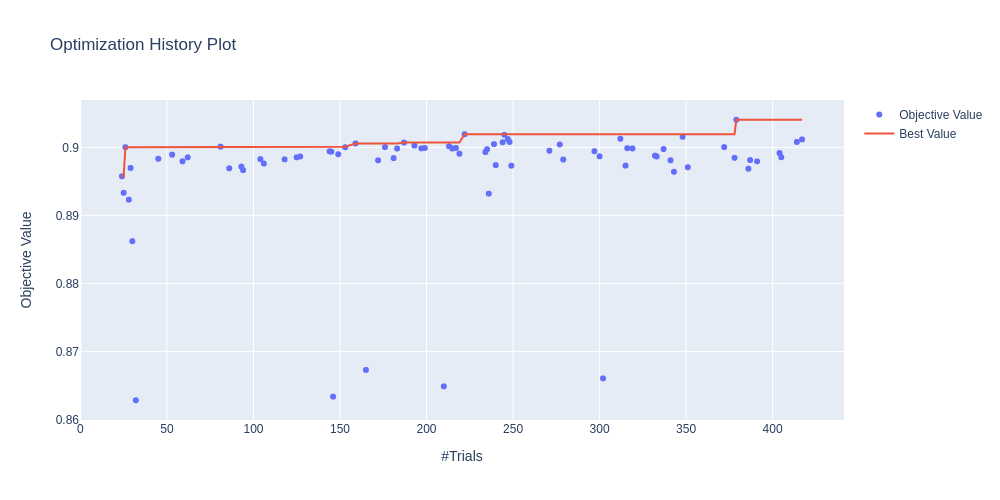 Optimization History Plot
Objective Value
Best Value
0.9
0.89
0.88
0.87
0.86
Objective Value
0 50 100 150 200 250 300 350 400
#Trials